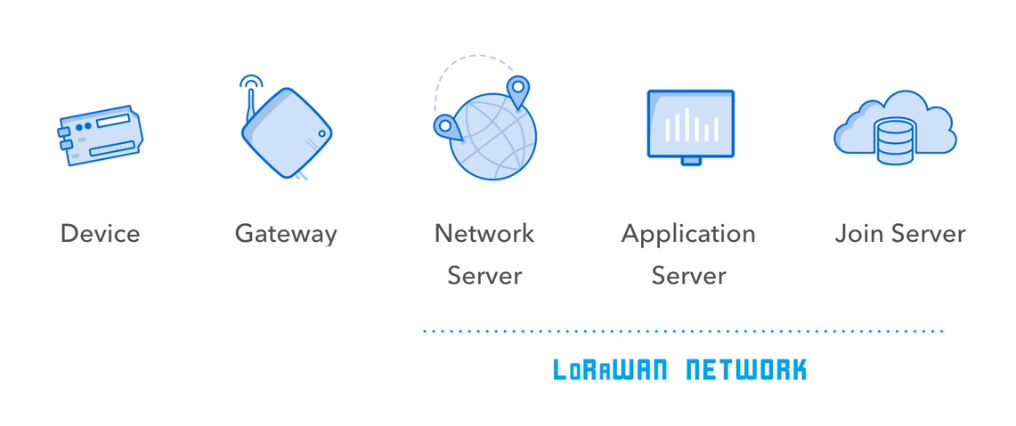 Device
Gateway
Network
Server
Application
Server
Join Server
LoRaWAN NETWORK